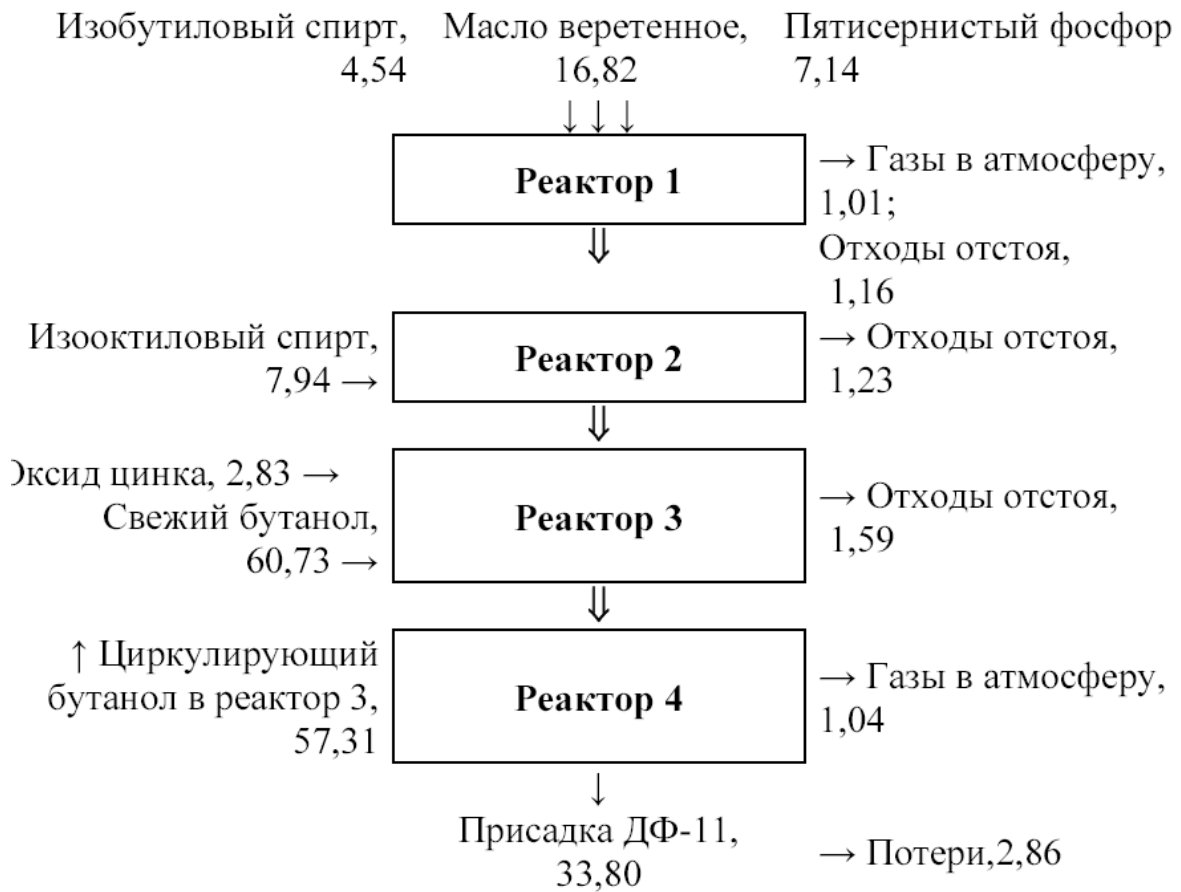 Изобутиловый спирт, Масло веретенное, Пятисернистый фосфор
4,54 16,82 7,14
↓ ↓ ↓
Реактор 1
→ Газы в атмосферу,
1,01;
⇓
Отходы отстоя,
1,16
Изооктиловый спирт,
7,94 →
Реактор 2
→ Отходы отстоя,
1,23
⇓
Эксид цинка, 2,83 →
Свежий бутанол,
60,73 →
Реактор 3
→ Отходы отстоя,
1,59
⇓
↑ Циркулирующий
бутанол в реактор 3,
57,31
Реактор 4
→ Газы в атмосферу,
1,04
↓
Присадка ДФ-11,
33,80
→ Потери,2,86